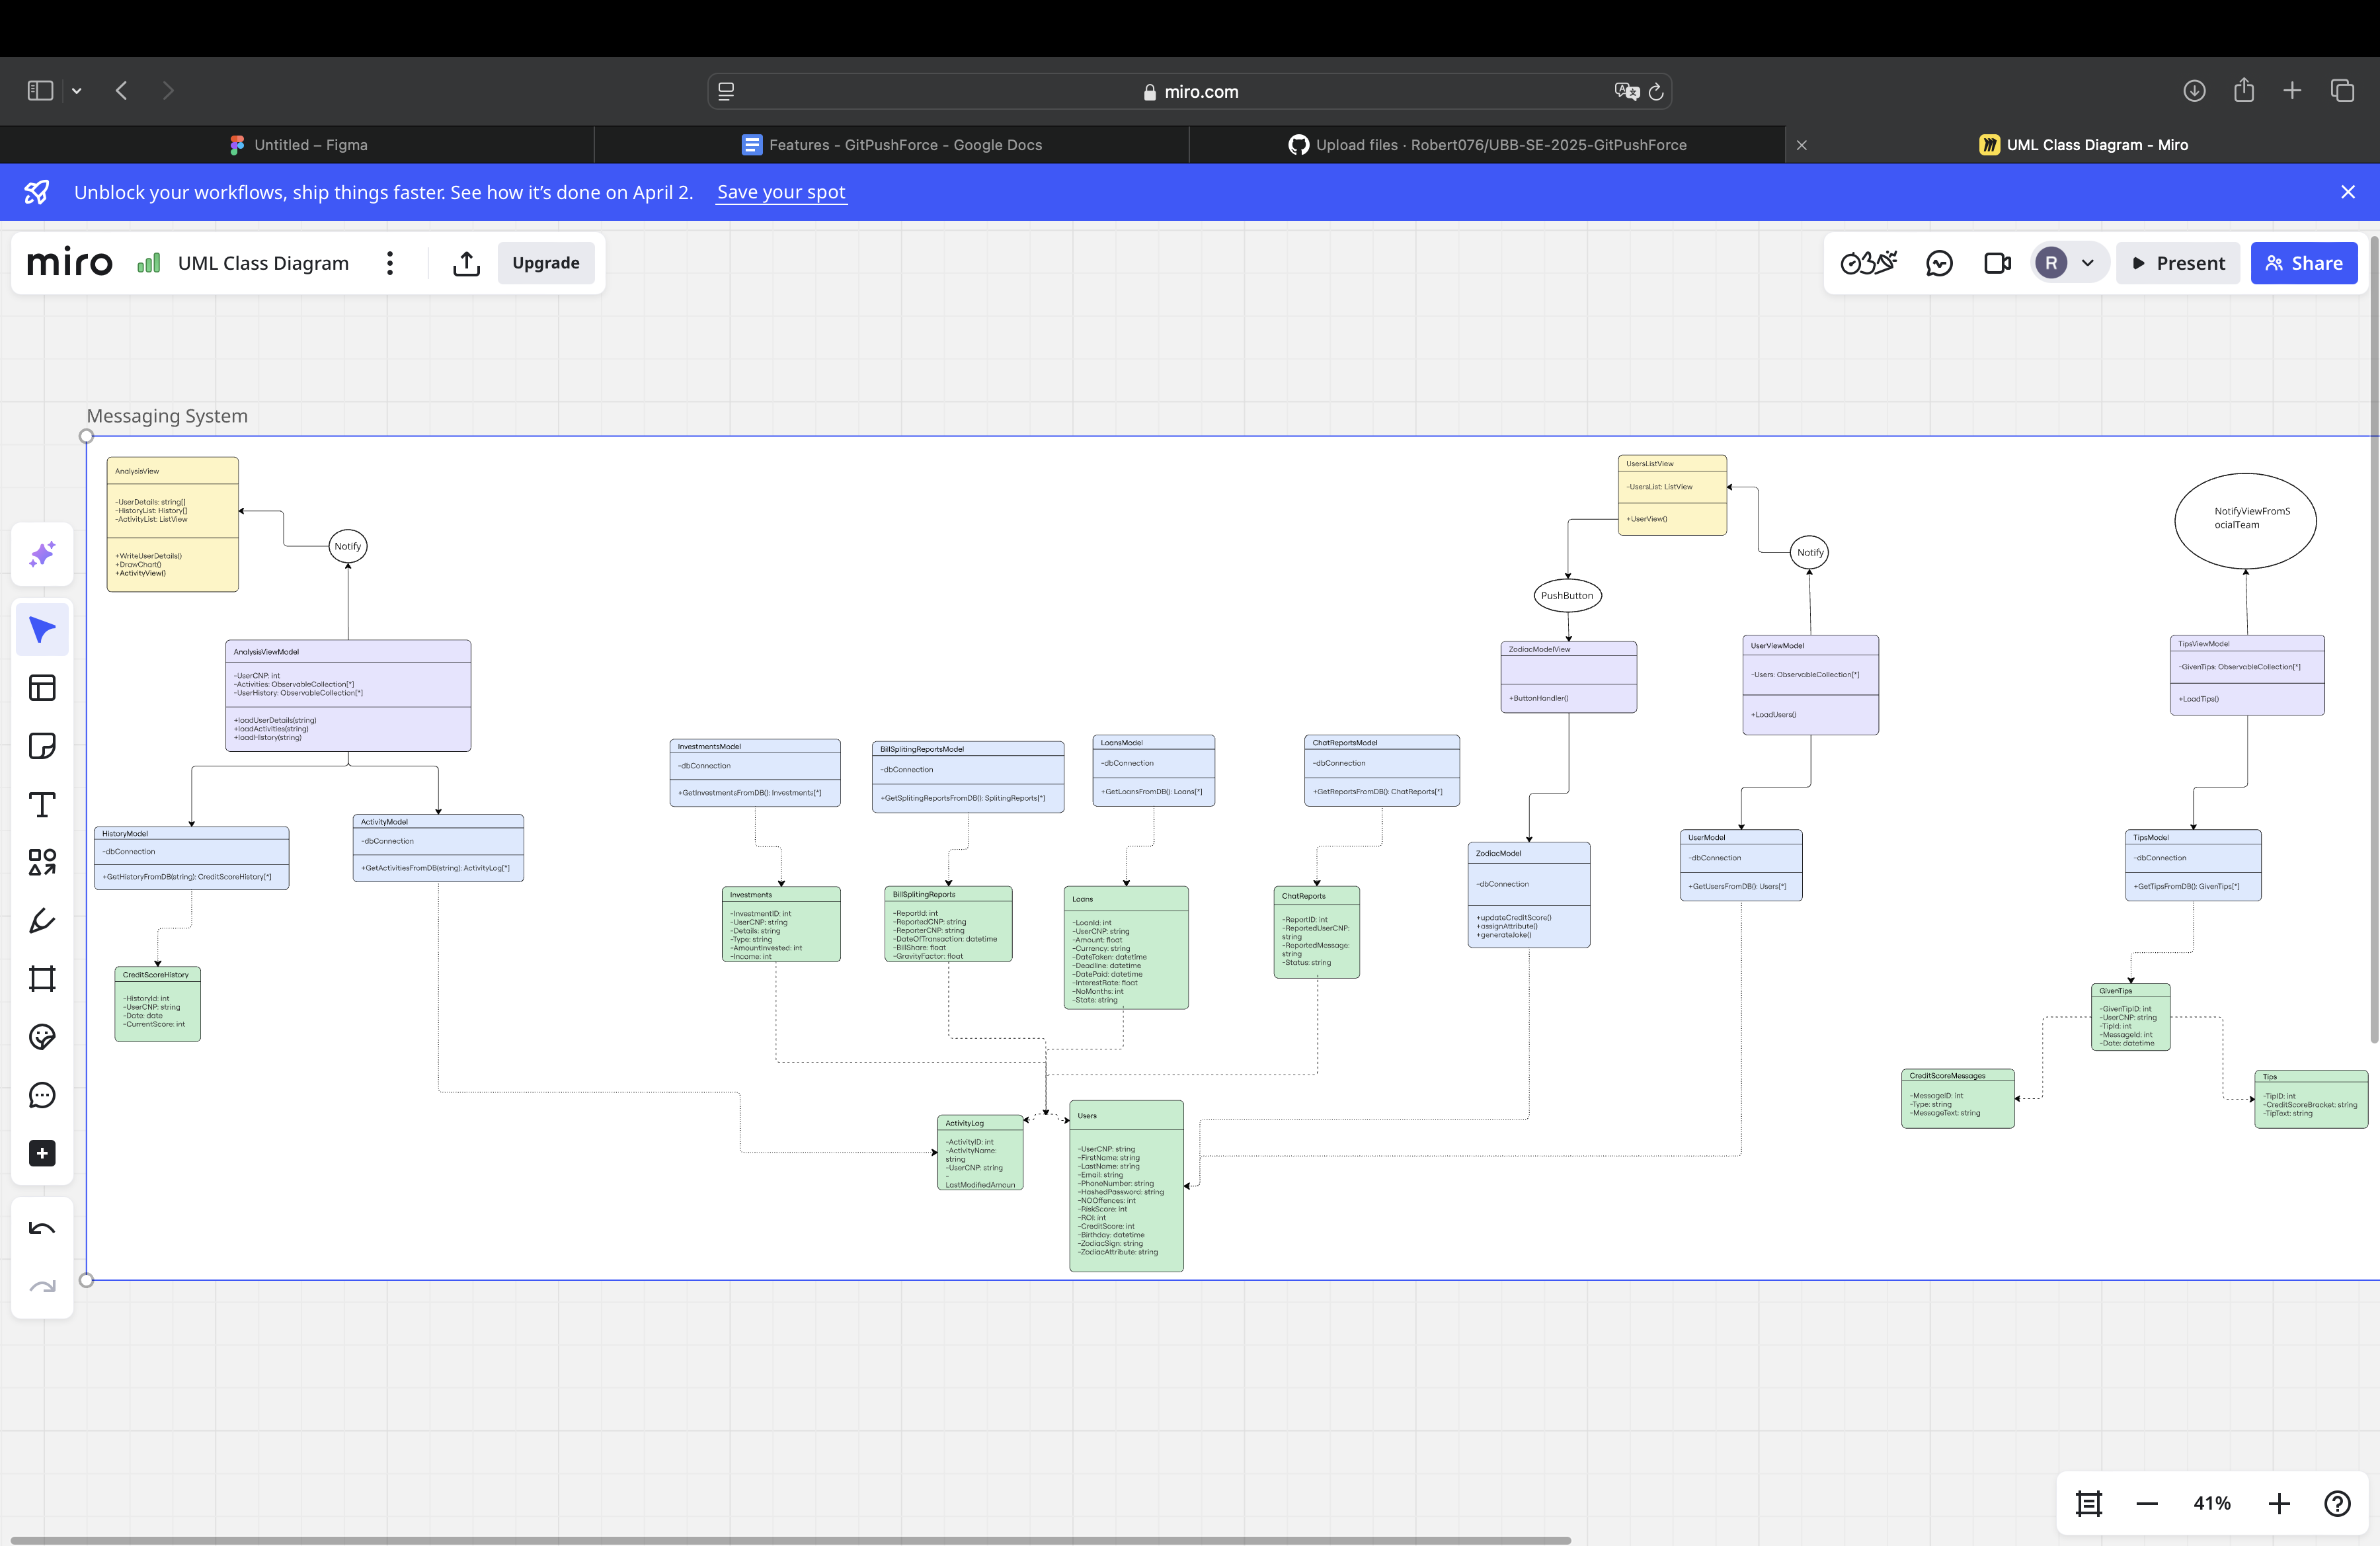 miro.com
Untitled – Figma
Features - GitPushForce - Google Docs
Upload files · Robert076/UBB-SE-2025-GitPushForce
UML Class Diagram - Miro
Unblock your workflows, ship things faster. See how it's done on April 2. Save your spot
miro
UML Class Diagram
Upgrade
R
Present
Share
Messaging System
AnalysisView
-UserDetails: string[]
-HistoryList: History[]
-ActivityList: ListView
+WriteUserDetails()
+DrawChart()
+ActivityView()
Notify
AnalysisViewModel
-UserCNP: int
-Activities: ObservableCollection[*]
-UserHistory: ObservableCollection[*]
+loadUserDetails(string)
+loadActivities(string)
+loadHistory(string)
HistoryModel
-dbConnection
+GetHistoryFromDB(string): CreditScoreHistory[*]
ActivityModel
-dbConnection
+GetActivitiesFromDB(string): ActivityLog[*]
CreditScoreHistory
-HistoryId: int
-UserCNP: string
-Date: date
-CurrentScore: int
InvestmentsModel
-dbConnection
+GetInvestmentsFromDB(): Investments[*]
BillSplitingReportsModel
-dbConnection
+GetSplitingReportsFromDB(): SplitingReports[*]
LoansModel
-dbConnection
+GetLoansFromDB(): Loans[*]
ChatReportsModel
-dbConnection
+GetReportsFromDB(): ChatReports[*]
Investments
-InvestmentID: int
-UserCNP: string
-Details: string
-Type: string
-AmountInvested: int
-Income: int
BillSplitingReports
-ReportId: int
-ReportedCNP: string
-ReporterCNP: string
-DateOfTransaction: datetime
-BillShare: float
-GravityFactor: float
Loans
-LoanId: int
-UserCNP: string
-Amount: float
-Currency: string
-DateTaken: datetime
-Deadline: datetime
-DatePaid: datetime
-InterestRate: float
-NoMonths: int
-State: string
ChatReports
-ReportID: int
-ReportedUserCNP:
string
-ReportedMessage:
string
-Status: string
ActivityLog
-ActivityID: int
-ActivityName:
string
-UserCNP: string
-
LastModifiedAmoun
Users
-UserCNP: string
-FirstName: string
-LastName: string
-Email: string
-PhoneNumber: string
-HashedPassword: string
-NOOffences: int
-RiskScore: int
-ROI: int
-CreditScore: int
-Birthday: datetime
-ZodiacSign: string
-ZodiacAttribute: string
UsersListView
-UsersList: ListView
+UserView()
PushButton
Notify
ZodiacModelView
+ButtonHandler()
UserViewModel
-Users: ObservableCollection[*]
+LoadUsers()
ZodiacModel
-dbConnection
+updateCreditScore()
+assignAttribute()
+generateJoke()
UserModel
-dbConnection
+GetUsersFromDB(): Users[*]
NotifyViewFromS
ocialTeam
TipsViewModel
-GivenTips: ObservableCollection[*]
+LoadTips()
TipsModel
-dbConnection
+GetTipsFromDB(): GivenTips[*]
GivenTips
-GivenTipID: int
-UserCNP: string
-TipId: int
-MessageId: int
-Date: datetime
CreditScoreMessages
-MessageID: int
-Type: string
-MessageText: string
Tips
-TipID: int
-CreditScoreBracket: string
-TipText: string
41%